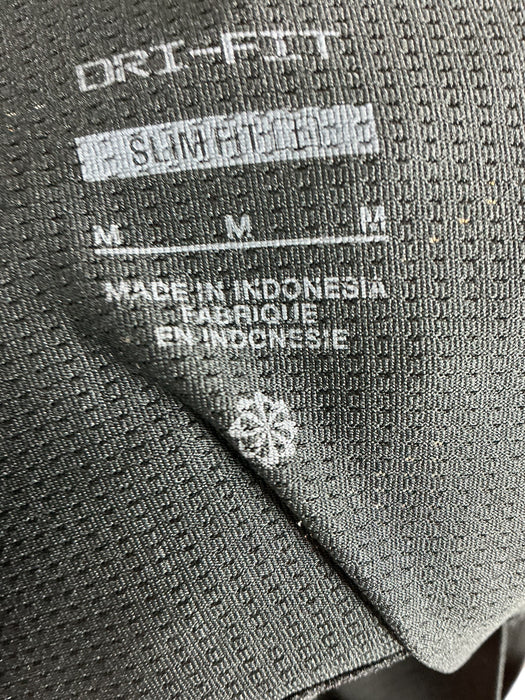 DRI-FIT
SLIM FIT
M M M
MADE IN INDONESIA
FABRIQUE
EN INDONESIE